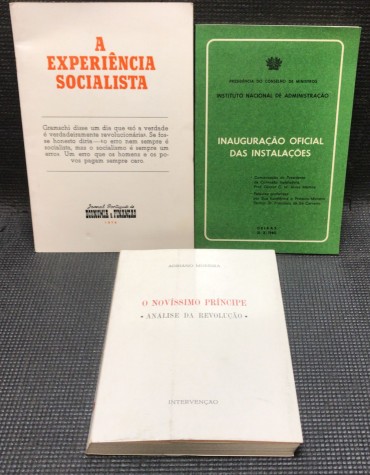 A
EXPERIÊNCIA
SOCIALISTA
Gramschi disse um dia que «só a verdade
é verdadeiramente revolucionária». Se fos-
se honesto diria— «o erro nem sempre é
socialista, mas o socialismo é sempre um
erro». Um erro que os homens e os po-
vos pagam sempre caro.
Jornal Português de
ECONOMIA & FINANÇAS
PRESIDÊNCIA DO CONSELHO DE MINISTROS
INSTITUTO NACIONAL DE ADMINISTRAÇÃO
INAUGURAÇÃO OFICIAL
DAS INSTALAÇÕES
O NOVÍSSIMO PRÍNCIPE
• ANÁLISE DA REVOLUÇÃO •
INTERVENÇÃO